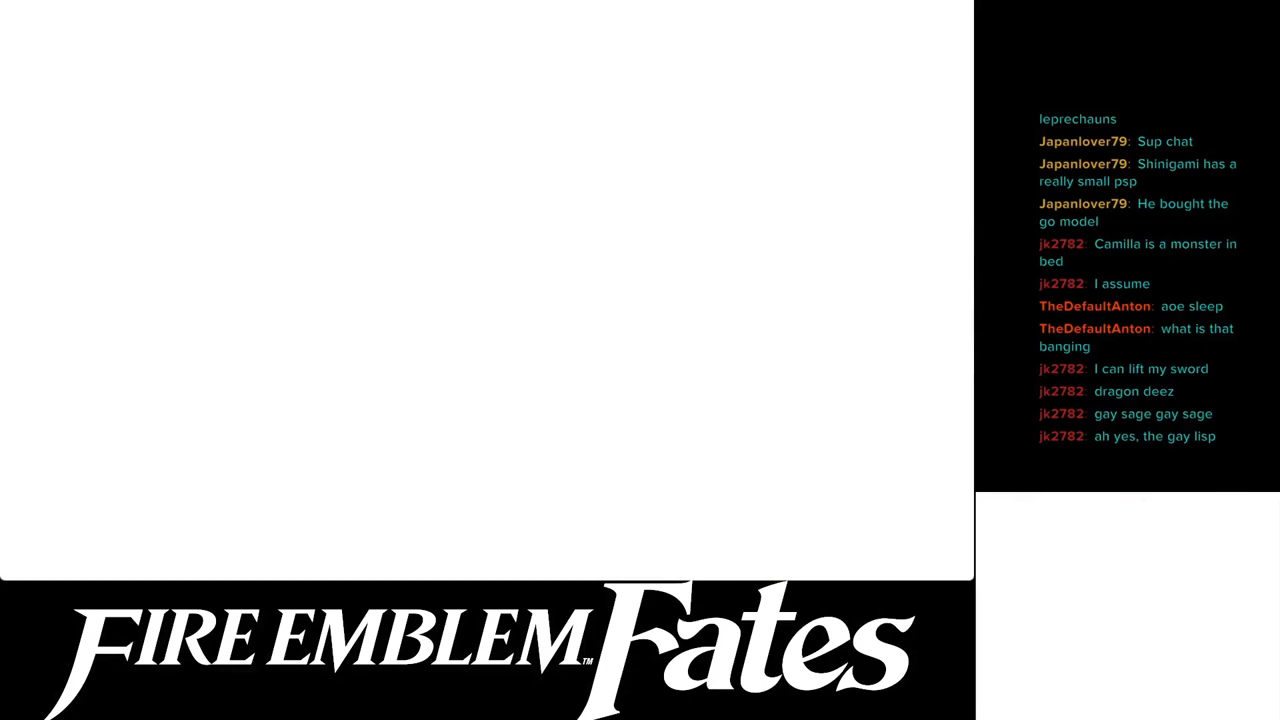 leprechauns
Japanlover79: Sup chat
Japanlover79: Shinigami has a
really small psp
Japanlover79: He bought the
go model
jk2782: Camilla is a monster in
bed
jk2782: I assume
TheDefaultAnton: aoe sleep
TheDefaultAnton: what is that
banging
jk2782: I can lift my sword
jk2782: dragon deez
jk2782: gay sage gay sage
jk2782: ah yes, the gay lisp
FIRE EMBLEM™ Fates